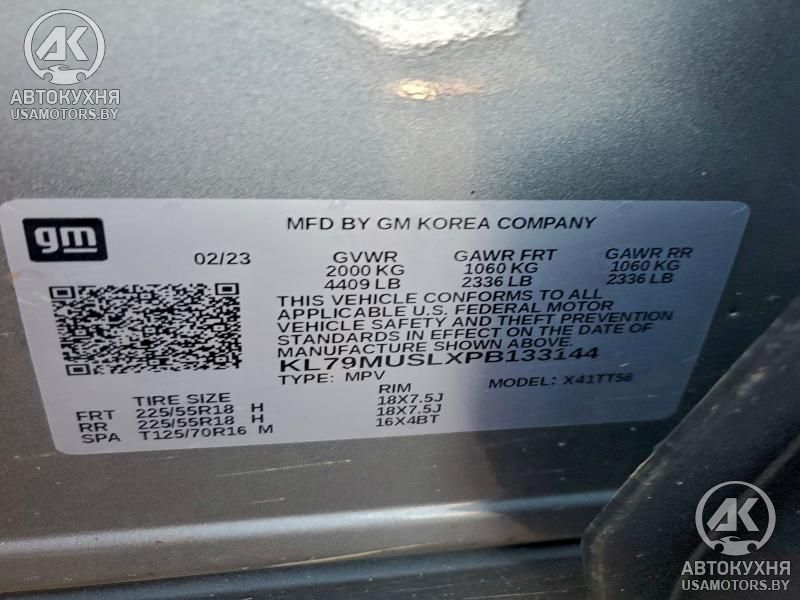 AK
АВТОКУХНЯ
USAMOTORS.BY
gm
MFD BY GM KOREA COMPANY
02/23 GVWR GAWR FRT GAWR RR
2000 KG 1060 KG 1060 KG
4409 LB 2336 LB 2336 LB
THIS VEHICLE CONFORMS TO ALL
APPLICABLE U.S. FEDERAL MOTOR
VEHICLE SAFETY AND THEFT PREVENTION
STANDARDS IN EFFECT ON THE DATE OF
MANUFACTURE SHOWN ABOVE.
KL79MUSLXPB133144
TYPE: MPV MODEL: X41TT56
TIRE SIZE RIM
FRT 225/55R18 H 18X7.5J
RR 225/55R18 H 18X7.5J
SPA T125/70R16 M 16X4BT
AK
АВТОКУХНЯ
USAMOTORS.BY